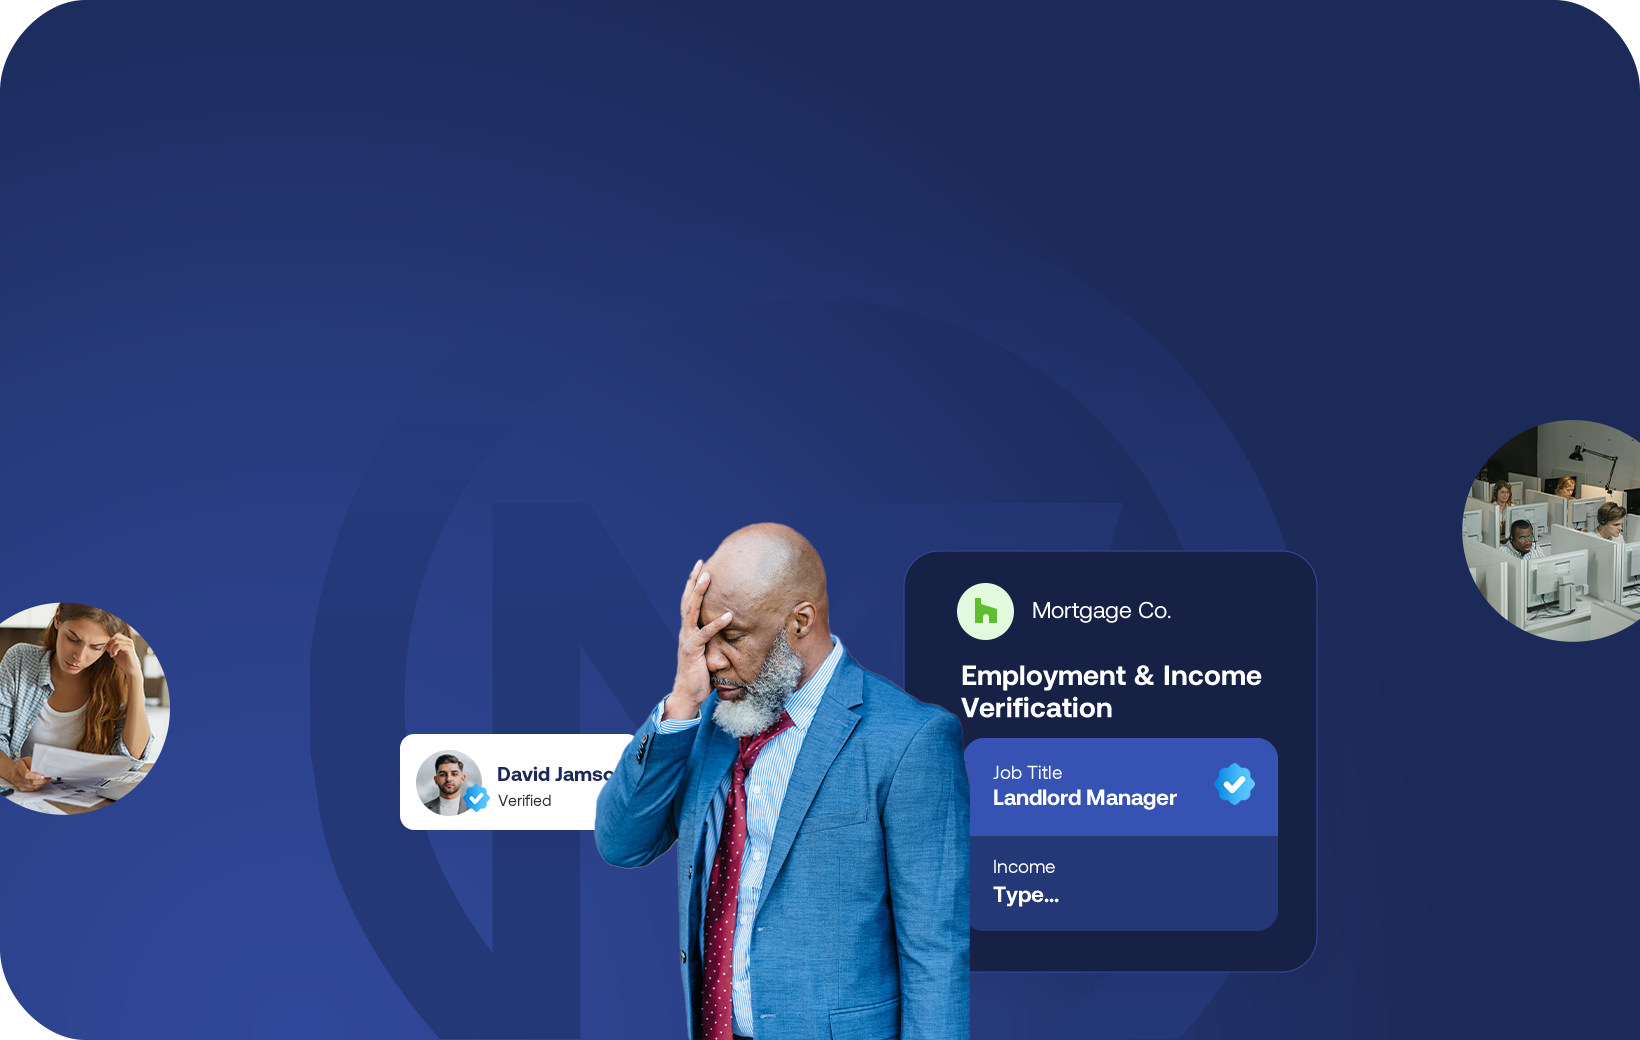 Mortgage Co.
Employment & Income
Verification
David Jamso
Verified
Job Title
Landlord Manager
Income
Type...